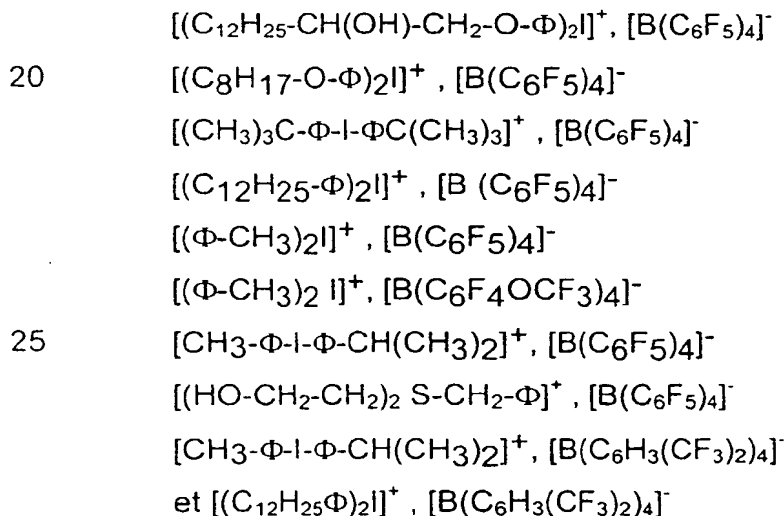 [(C₁₂H₂₅-CH(OH)-CH₂-O-Φ)₂I]⁺, [B(C₆F₅)₄]⁻
20 [(C₈H₁₇-O-Φ)₂I]⁺ , [B(C₆F₅)₄]⁻
[(CH₃)₃C-Φ-I-ΦC(CH₃)₃]⁺ , [B(C₆F₅)₄]⁻
[(C₁₂H₂₅-Φ)₂I]⁺ , [B (C₆F₅)₄]⁻
[(Φ-CH₃)₂I]⁺ , [B(C₆F₅)₄]⁻
[(Φ-CH₃)₂ I]⁺, [B(C₆F₄OCF₃)₄]⁻
25 [CH₃-Φ-I-Φ-CH(CH₃)₂]⁺, [B(C₆F₅)₄]⁻
[(HO-CH₂-CH₂)₂ S-CH₂-Φ]⁺ , [B(C₆F₅)₄]⁻
[CH₃-Φ-I-Φ-CH(CH₃)₂]⁺, [B(C₆H₃(CF₃)₂)₄]⁻
et [(C₁₂H₂₅Φ)₂I]⁺ , [B(C₆H₃(CF₃)₂)₄]⁻